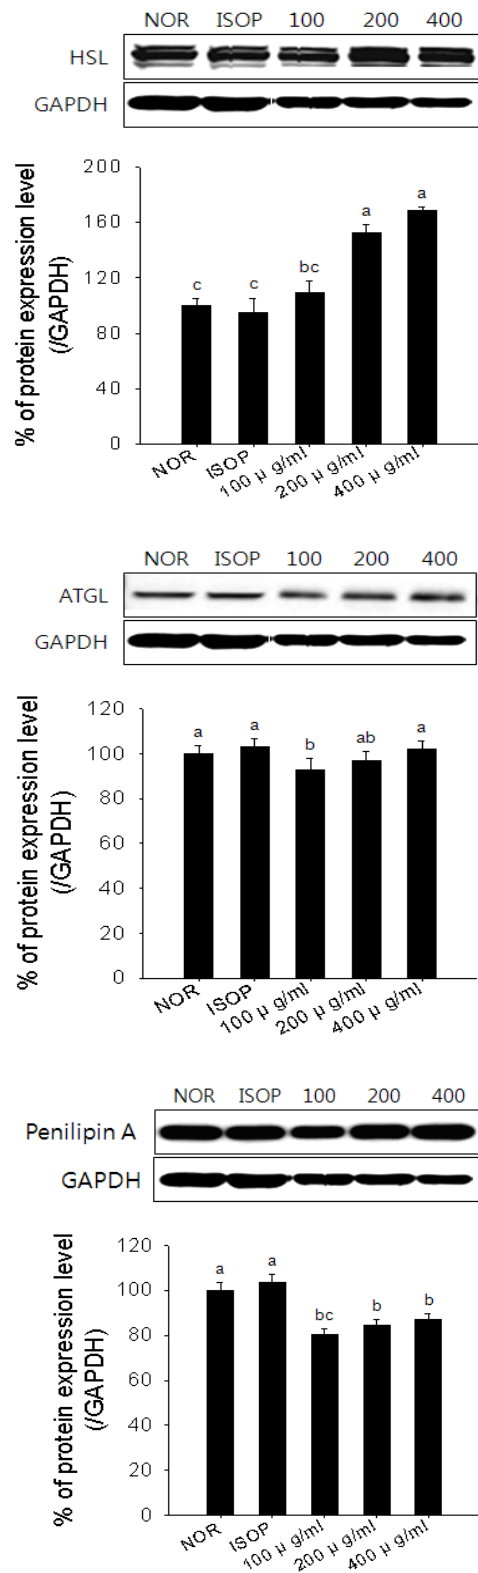 NOR ISOP 100 200 400
HSL
GAPDH
% of protein expression level
(/GAPDH)
200
160
120
80
40
0
c
c
bc
a
a
NOR
ISOP
100 μ g/ml
200 μ g/ml
400 μ g/ml
NOR ISOP 100 200 400
ATGL
GAPDH
% of protein expression level
(/GAPDH)
120
100
80
60
40
20
0
a
a
b
ab
a
NOR
ISOP
100 μ g/ml
200 μ g/ml
400 μ g/ml
NOR ISOP 100 200 400
Penilipin A
GAPDH
% of protein expression level
(/GAPDH)
120
100
80
60
40
20
0
a
a
bc
b
b
NOR
ISOP
100 μ g/ml
200 μ g/ml
400 μ g/ml